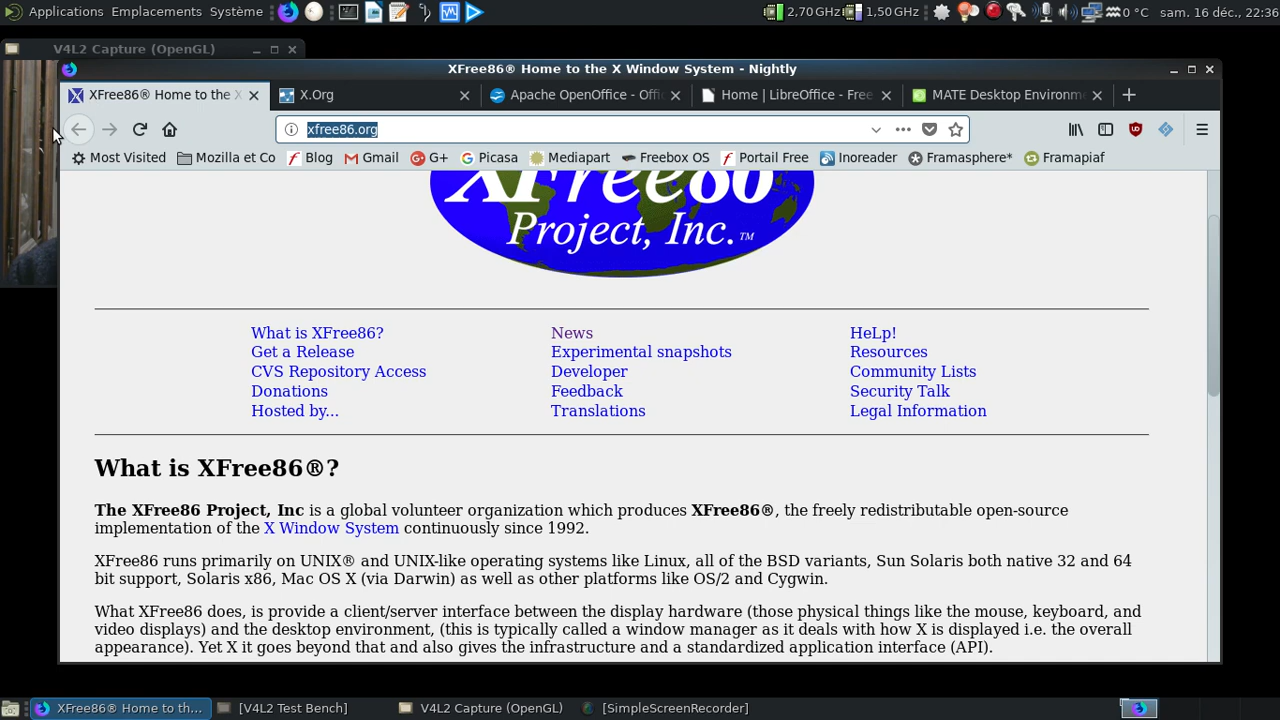 Applications Emplacements Système
2,70 GHz 1,50 GHz 0 °C sam. 16 déc., 22:36
V4L2 Capture (OpenGL)
XFree86® Home to the X Window System - Nightly
XFree86® Home to the X
X.Org
Apache OpenOffice - Offi
Home | LibreOffice - Free
MATE Desktop Environm
xfree86.org
Most Visited Mozilla et Co Blog Gmail G+ Picasa Mediapart Freebox OS Portail Free Inoreader Framasphere* Framapiaf
XFree86
Project, Inc.™
What is XFree86? News HeLp!
Get a Release Experimental snapshots Resources
CVS Repository Access Developer Community Lists
Donations Feedback Security Talk
Hosted by... Translations Legal Information
What is XFree86®?
The XFree86 Project, Inc is a global volunteer organization which produces XFree86®, the freely redistributable open-source
implementation of the X Window System continuously since 1992.
XFree86 runs primarily on UNIX® and UNIX-like operating systems like Linux, all of the BSD variants, Sun Solaris both native 32 and 64
bit support, Solaris x86, Mac OS X (via Darwin) as well as other platforms like OS/2 and Cygwin.
What XFree86 does, is provide a client/server interface between the display hardware (those physical things like the mouse, keyboard, and
video displays) and the desktop environment, (this is typically called a window manager as it deals with how X is displayed i.e. the overall
appearance). Yet X it goes beyond that and also gives the infrastructure and a standardized application interface (API).
XFree86® Home to th... [V4L2 Test Bench] V4L2 Capture (OpenGL) [SimpleScreenRecorder]